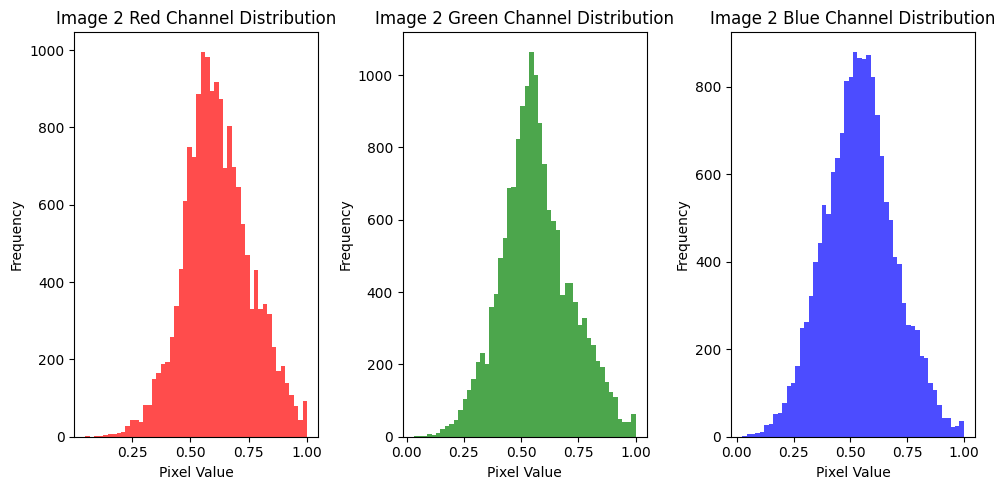 Image 2 Red Channel Distribution
Frequency
1000
800
600
400
200
0
0.25 0.50 0.75 1.00
Pixel Value
Image 2 Green Channel Distribution
Frequency
1000
800
600
400
200
0
0.00 0.25 0.50 0.75 1.00
Pixel Value
Image 2 Blue Channel Distribution
Frequency
800
600
400
200
0
0.00 0.25 0.50 0.75 1.00
Pixel Value